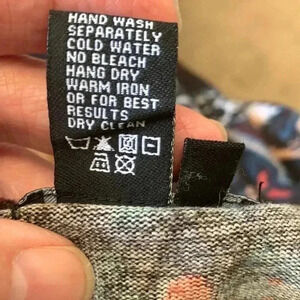 HAND WASH
SEPARATELY
COLD WATER
NO BLEACH
HANG DRY
WARM IRON
OR FOR BEST
RESULTS
DRY CLEAN